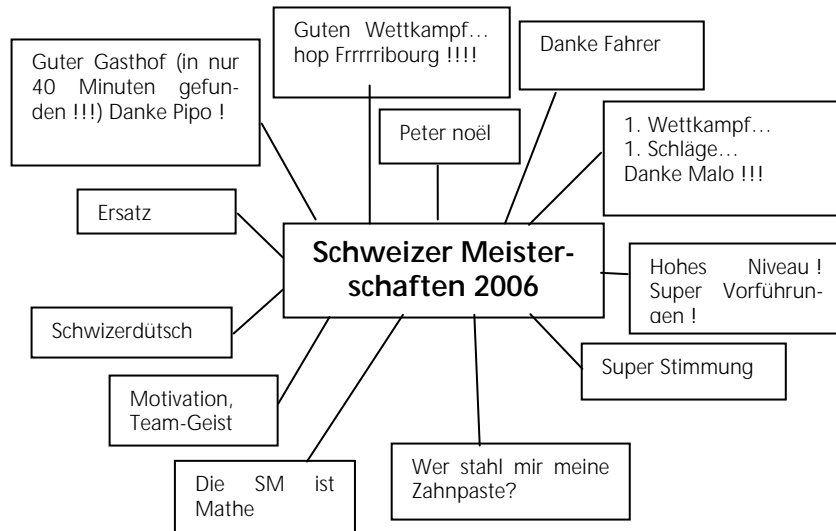 Guten Wettkampf…
hop Frrrrribourg !!!!
Danke Fahrer
Guter Gasthof (in nur
40 Minuten gefun-
den !!!) Danke Pipo !
Peter noël
1. Wettkampf…
1. Schläge…
Danke Malo !!!
Ersatz
Schweizer Meister-
schaften 2006
Hohes Niveau !
Super Vorführun-
gen !
Schwizerdütsch
Super Stimmung
Motivation,
Team-Geist
Wer stahl mir meine
Zahnpaste?
Die SM ist
Mathe